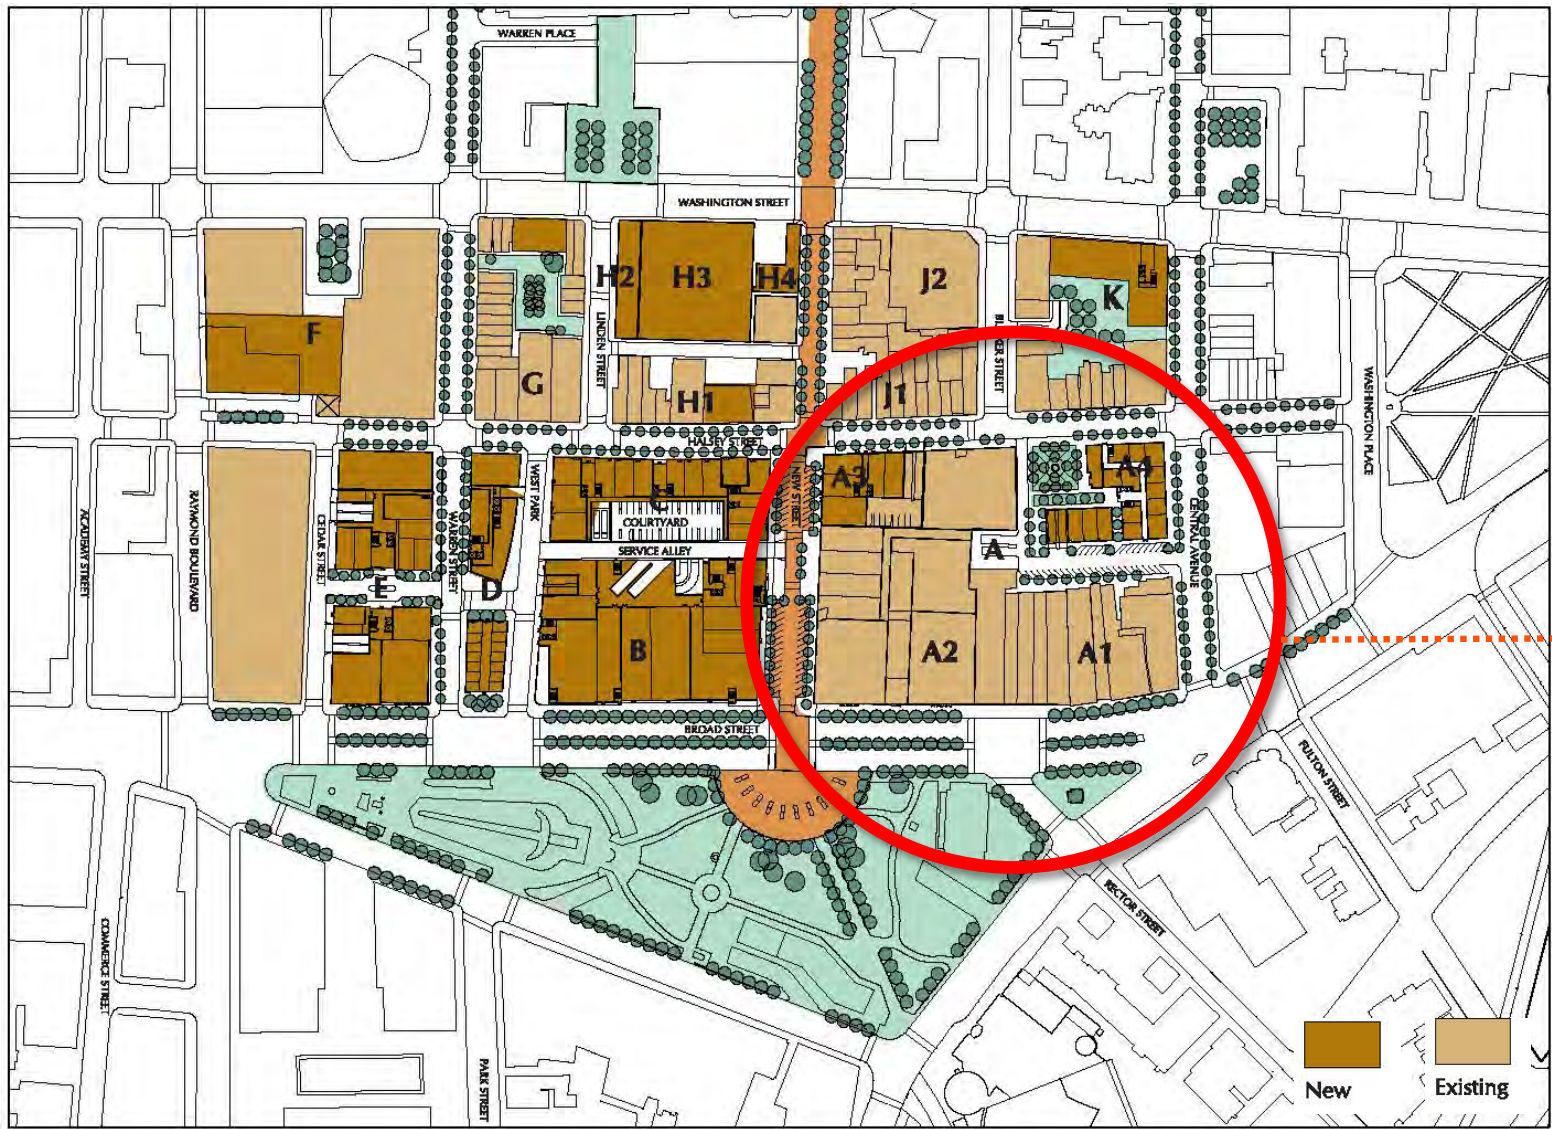 WARREN PLACE
WASHINGTON STREET
H2
H3
H4
J2
K
F
LINDEN STREET
G
H1
J1
WASHINGTON PLACE
HALSEY STREET
A3
A4
NEW STREET
WEST PARK
C
COURTYARD
SERVICE ALLEY
ACADEMY STREET
RAYMOND BOULEVARD
CEDAR STREET
WARREN STREET
CENTRAL AVENUE
A
E
D
B
A2
A1
BROAD STREET
FULTON STREET
RECTOR STREET
COMMERCE STREET
PARK STREET
New
Existing